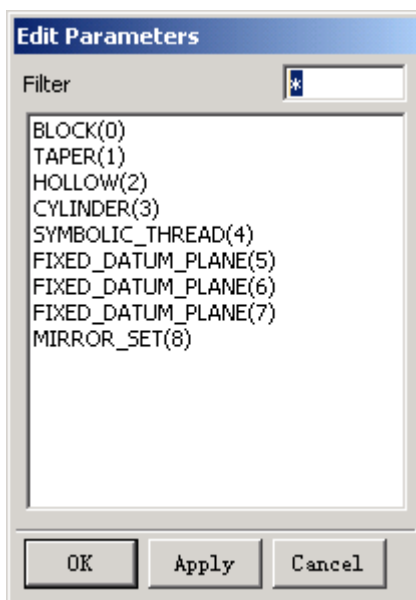 Edit Parameters
Filter *
BLOCK(0)
TAPER(1)
HOLLOW(2)
CYLINDER(3)
SYMBOLIC_THREAD(4)
FIXED_DATUM_PLANE(5)
FIXED_DATUM_PLANE(6)
FIXED_DATUM_PLANE(7)
MIRROR_SET(8)
OK Apply Cancel